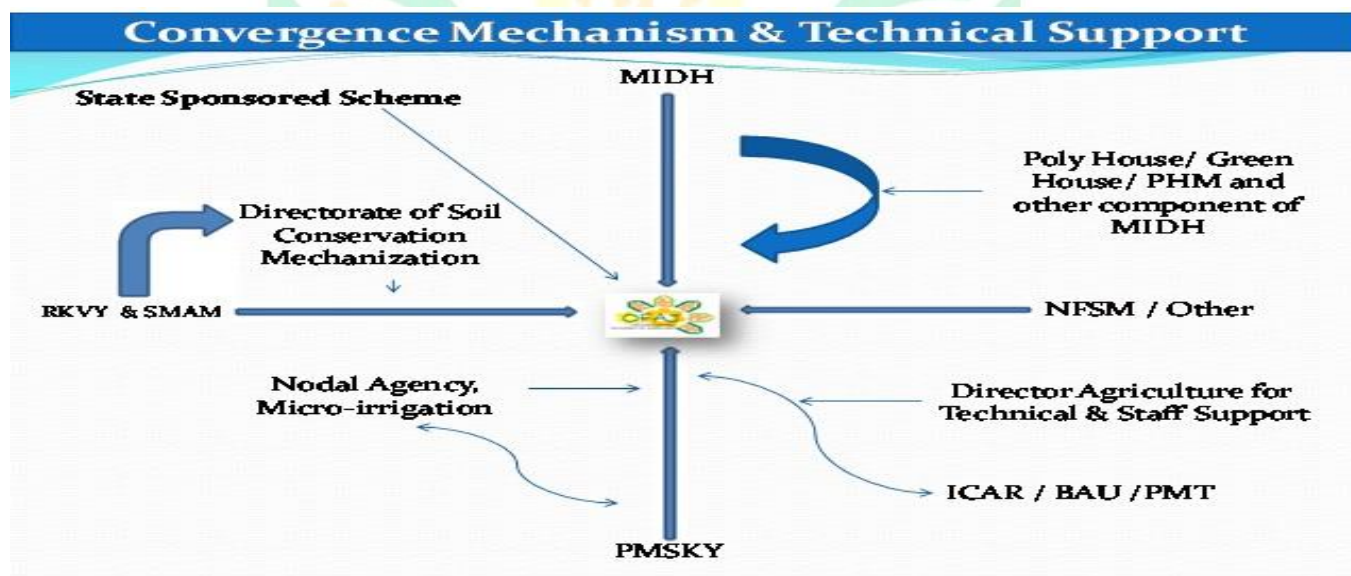 Convergence Mechanism & Technical Support
MIDH
State Sponsored Scheme
Poly House/ Green
House/ PHM and
other component of
MIDH
Directorate of Soil
Conservation
Mechanization
RKVY & SMAM
NFSM / Other
Nodal Agency,
Micro-irrigation
Director Agriculture for
Technical & Staff Support
ICAR / BAU /PMT
PMSKY